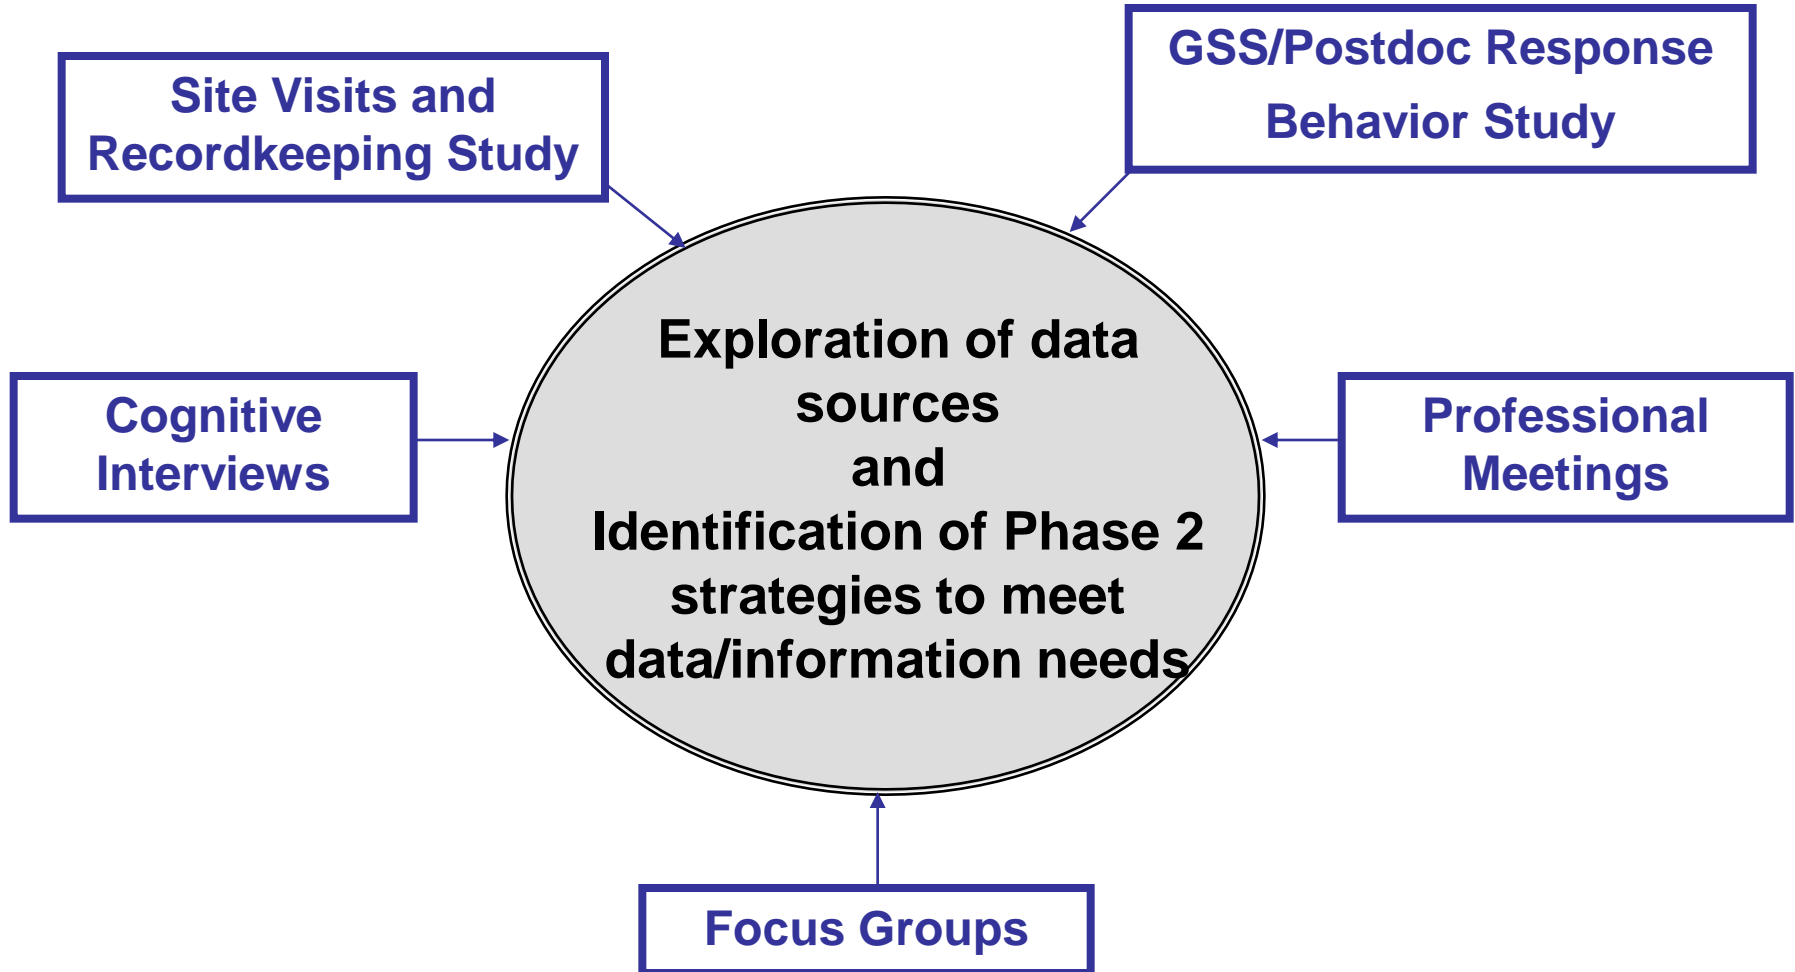 Site Visits and
Recordkeeping Study
GSS/Postdoc Response
Behavior Study
Exploration of data
sources
and
Identification of Phase 2
strategies to meet
data/information needs
Cognitive
Interviews
Professional
Meetings
Focus Groups